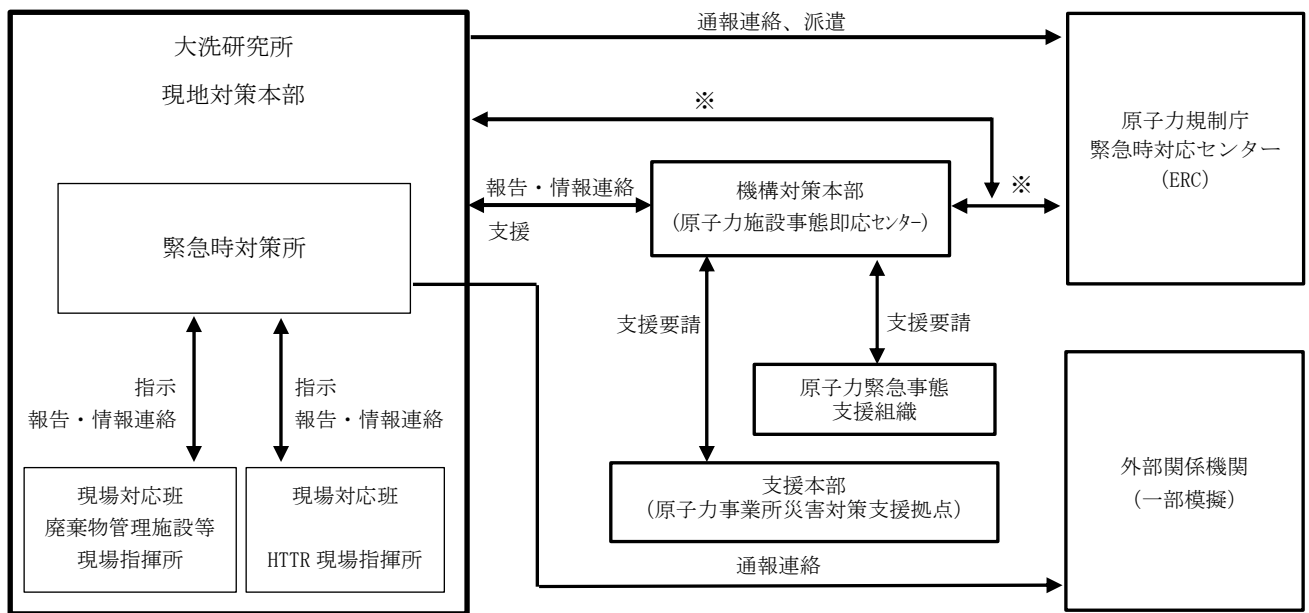 大洗研究所
現地対策本部
緊急時対策所
指示
報告・情報連絡
指示
報告・情報連絡
現場対応班
廃棄物管理施設等
現場指揮所
現場対応班
HTTR 現場指揮所
通報連絡、派遣
※
報告・情報連絡
支援
機構対策本部
(原子力施設事態即応センター)
※
支援要請
支援要請
原子力緊急事態
支援組織
支援本部
(原子力事業所災害対策支援拠点)
通報連絡
原子力規制庁
緊急時対応センター
(ERC)
外部関係機関
(一部模擬)